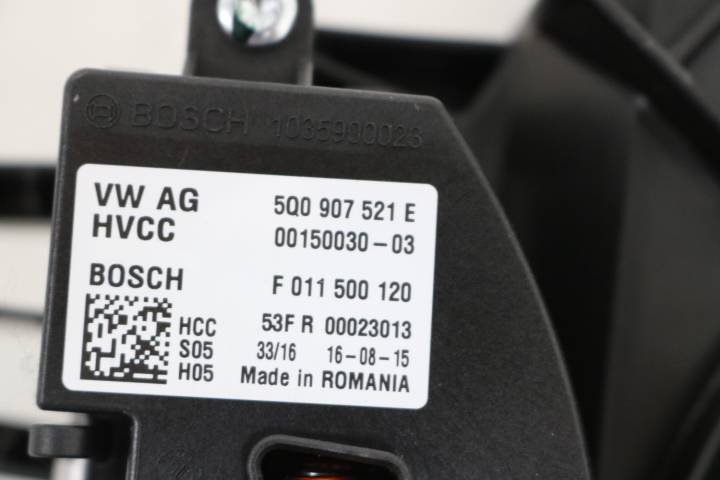 BOSCH 1035900023
VW AG 5Q0 907 521 E
HVCC 00150030-03
BOSCH F 011 500 120
HCC 53F R 00023013
S05 33/16 16-08-15
H05 Made in ROMANIA